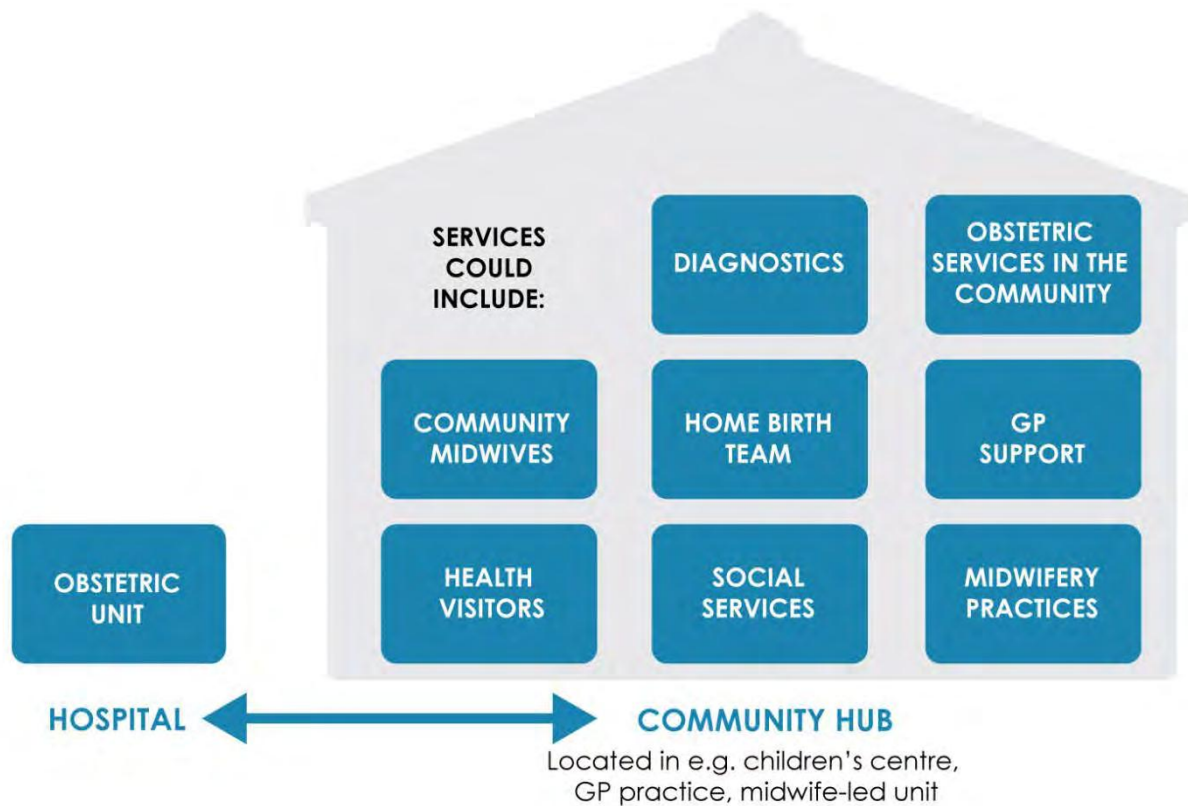 SERVICES
COULD
INCLUDE:
DIAGNOSTICS
OBSTETRIC
SERVICES IN THE
COMMUNITY
COMMUNITY
MIDWIVES
HOME BIRTH
TEAM
GP
SUPPORT
OBSTETRIC
UNIT
HEALTH
VISITORS
SOCIAL
SERVICES
MIDWIFERY
PRACTICES
HOSPITAL
COMMUNITY HUB
Located in e.g. children’s centre,
GP practice, midwife-led unit